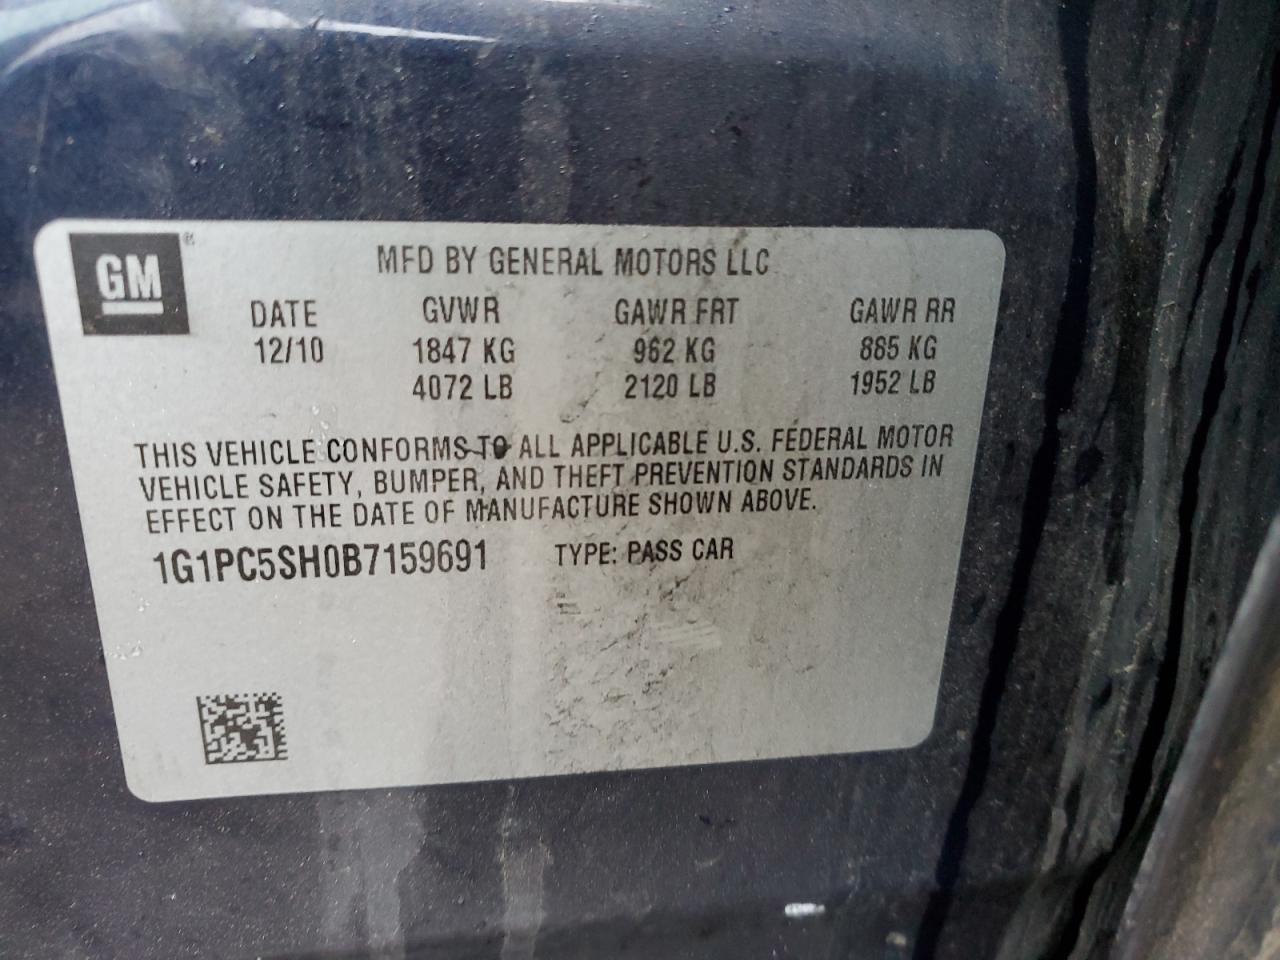 GM®
MFD BY GENERAL MOTORS LLC
DATE GVWR GAWR FRT GAWR RR
12/10 1847 KG 962 KG 885 KG
4072 LB 2120 LB 1952 LB
THIS VEHICLE CONFORMS TO ALL APPLICABLE U.S. FEDERAL MOTOR
VEHICLE SAFETY, BUMPER, AND THEFT PREVENTION STANDARDS IN
EFFECT ON THE DATE OF MANUFACTURE SHOWN ABOVE.
1G1PC5SH0B7159691 TYPE: PASS CAR